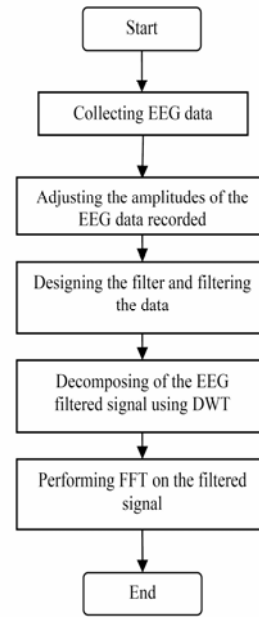 Start
Collecting EEG data
Adjusting the amplitudes of the
EEG data recorded
Designing the filter and filtering
the data
Decomposing of the EEG
filtered signal using DWT
Performing FFT on the filtered
signal
End